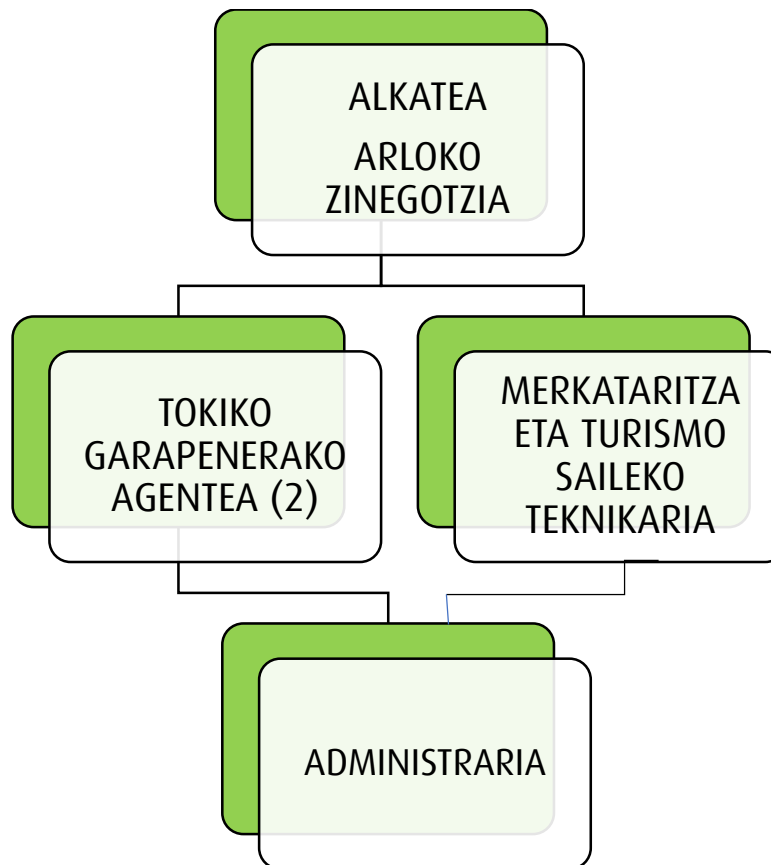 ALKATEA
ARLOKO
ZINEGOTZIA
TOKIKO
GARAPENERAKO
AGENTEA (2)
MERKATARITZA
ETA TURISMO
SAILEKO
TEKNIKARIA
ADMINISTRARIA